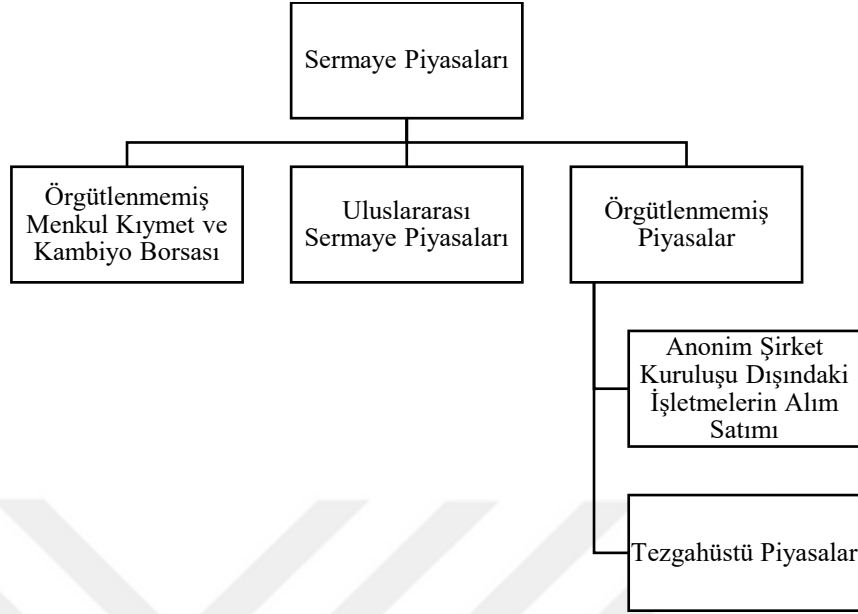 Sermaye Piyasaları
Örgütlenmemiş
Menkul Kıymet ve
Kambiyo Borsası
Uluslararası
Sermaye Piyasaları
Örgütlenmemiş
Piyasalar
Anonim Şirket
Kuruluşu Dışındaki
İşletmelerin Alım
Satımı
Tezgahüstü Piyasalar